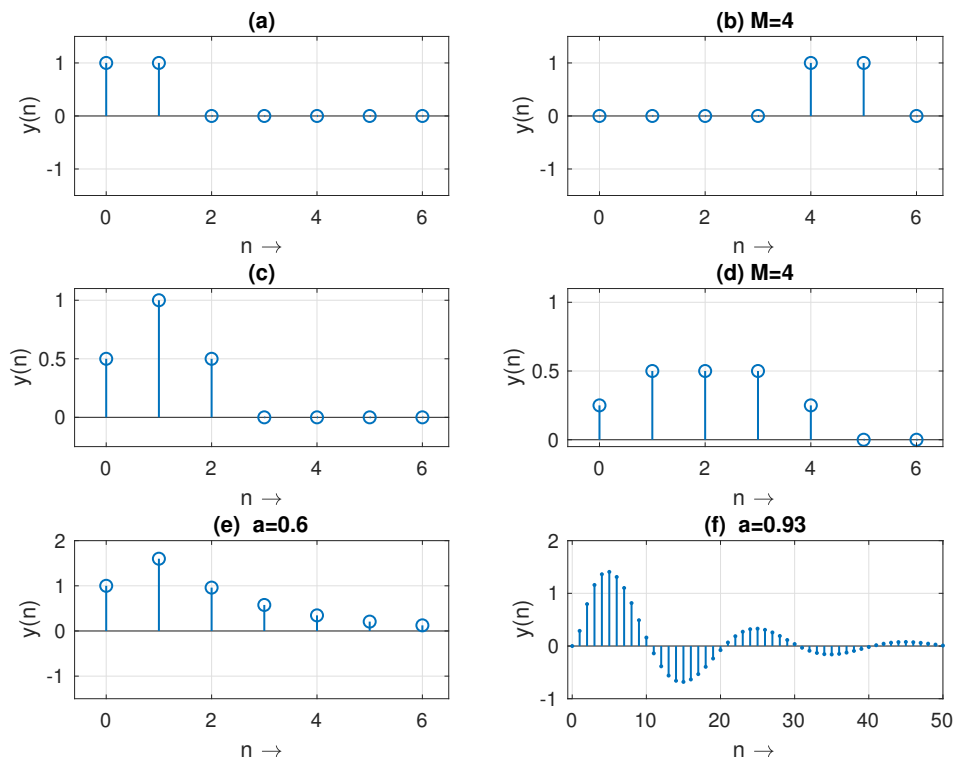 (a)
1
0
-1
y(n)
0 2 4 6
n →
(b) M=4
1
0
-1
y(n)
0 2 4 6
n →
(c)
1
0.5
0
y(n)
0 2 4 6
n →
(d) M=4
1
0.5
0
y(n)
0 2 4 6
n →
(e) a=0.6
2
1
0
-1
y(n)
0 2 4 6
n →
(f) a=0.93
2
1
0
-1
y(n)
0 10 20 30 40 50
n →